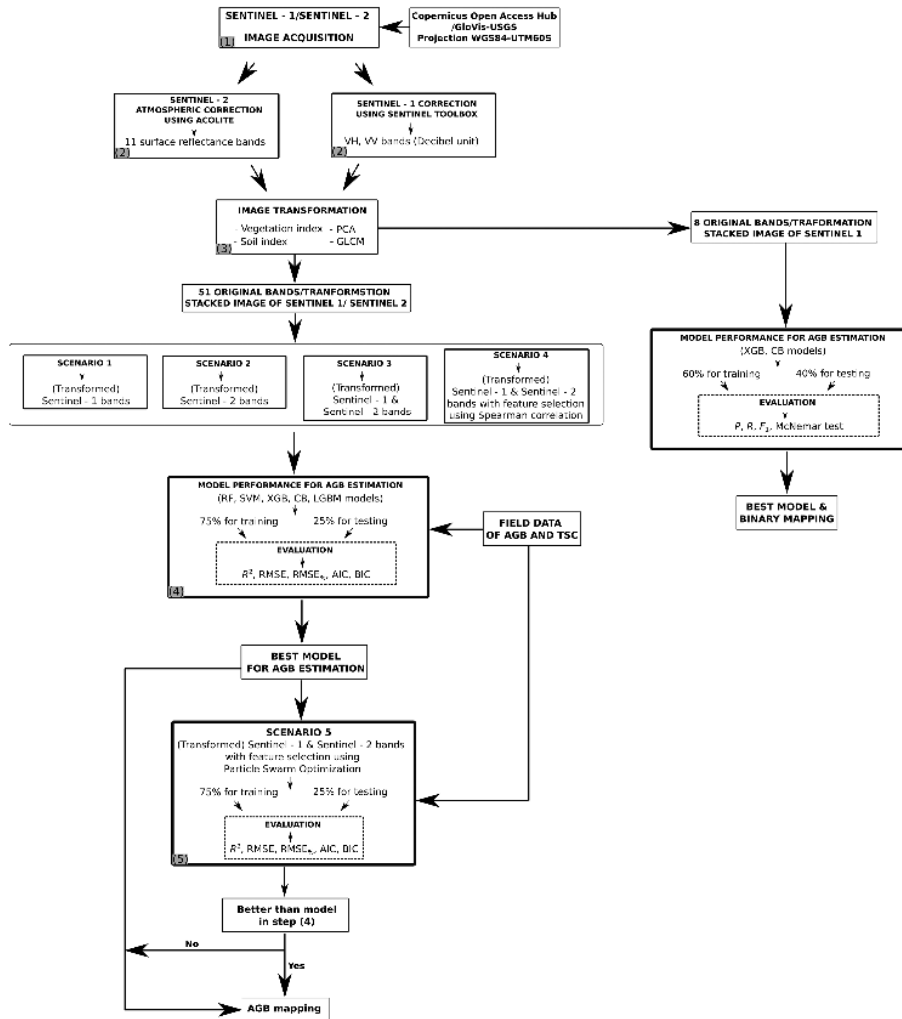 SENTINEL - 1/SENTINEL - 2
IMAGE ACQUISITION
(1)
Copernicus Open Access Hub
/GloVis-USGS
Projection WGS84-UTM60S
SENTINEL - 2
ATMOSPHERIC CORRECTION
USING ACOLITE
11 surface reflectance bands
(2)
SENTINEL - 1 CORRECTION
USING SENTINEL TOOLBOX
VH, VV bands (Decibel unit)
(2)
IMAGE TRANSFORMATION
- Vegetation index - PCA
- Soil index - GLCM
(3)
8 ORIGINAL BANDS/TRAFORMATION
STACKED IMAGE OF SENTINEL 1
51 ORIGINAL BANDS/TRANFORMSTION
STACKED IMAGE OF SENTINEL 1/ SENTINEL 2
SCENARIO 1
(Transformed)
Sentinel - 1 bands
SCENARIO 2
(Transformed)
Sentinel - 2 bands
SCENARIO 3
(Transformed)
Sentinel - 1 &
Sentinel - 2 bands
SCENARIO 4
(Transformed)
Sentinel - 1 & Sentinel - 2
bands with feature selection
using Spearman correlation
MODEL PERFORMANCE FOR AGB ESTIMATION
(XGB, CB models)
60% for training 40% for testing
EVALUATION
P, R, F1, McNemar test
BEST MODEL &
BINARY MAPPING
MODEL PERFORMANCE FOR AGB ESTIMATION
(RF, SVM, XGB, CB, LGBM models)
75% for training 25% for testing
EVALUATION
R², RMSE, RMSE%, AIC, BIC
(4)
FIELD DATA
OF AGB AND TSC
BEST MODEL
FOR AGB ESTIMATION
SCENARIO 5
(Transformed) Sentinel - 1 & Sentinel - 2 bands
with feature selection using
Particle Swarm Optimization
75% for training 25% for testing
EVALUATION
R², RMSE, RMSE%, AIC, BIC
(5)
Better than model
in step (4)
No
Yes
AGB mapping